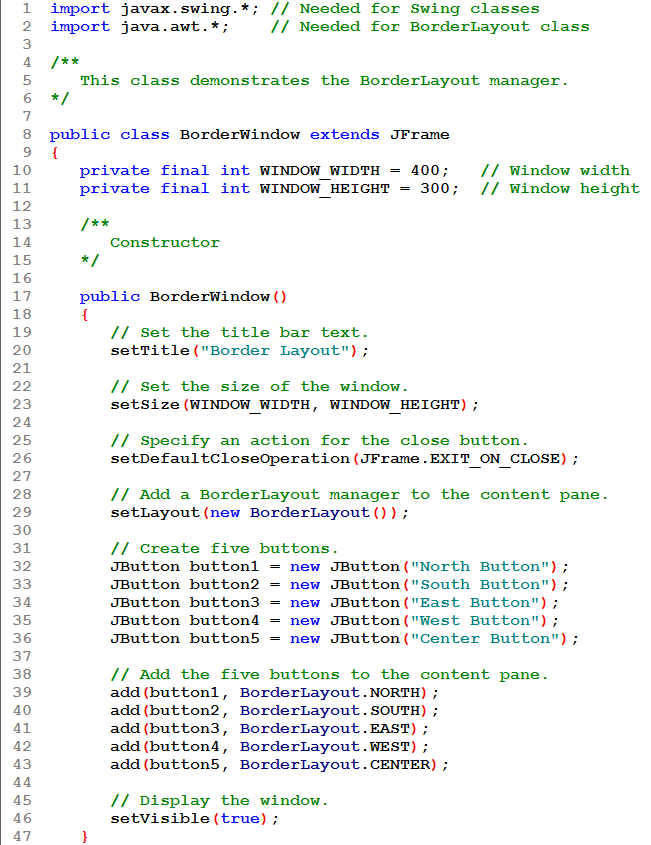 1 import javax.swing.*; // Needed for Swing classes
2 import java.awt.*;    // Needed for BorderLayout class
3
4 /**
5    This class demonstrates the BorderLayout manager.
6 */
7
8 public class BorderWindow extends JFrame
9 {
10    private final int WINDOW_WIDTH = 400;   // Window width
11    private final int WINDOW_HEIGHT = 300;  // Window height
12
13    /**
14       Constructor
15    */
16
17    public BorderWindow()
18    {
19       // Set the title bar text.
20       setTitle("Border Layout");
21
22       // Set the size of the window.
23       setSize(WINDOW_WIDTH, WINDOW_HEIGHT);
24
25       // Specify an action for the close button.
26       setDefaultCloseOperation(JFrame.EXIT_ON_CLOSE);
27
28       // Add a BorderLayout manager to the content pane.
29       setLayout(new BorderLayout());
30
31       // Create five buttons.
32       JButton button1 = new JButton("North Button");
33       JButton button2 = new JButton("South Button");
34       JButton button3 = new JButton("East Button");
35       JButton button4 = new JButton("West Button");
36       JButton button5 = new JButton("Center Button");
37
38       // Add the five buttons to the content pane.
39       add(button1, BorderLayout.NORTH);
40       add(button2, BorderLayout.SOUTH);
41       add(button3, BorderLayout.EAST);
42       add(button4, BorderLayout.WEST);
43       add(button5, BorderLayout.CENTER);
44
45       // Display the window.
46       setVisible(true);
47    }